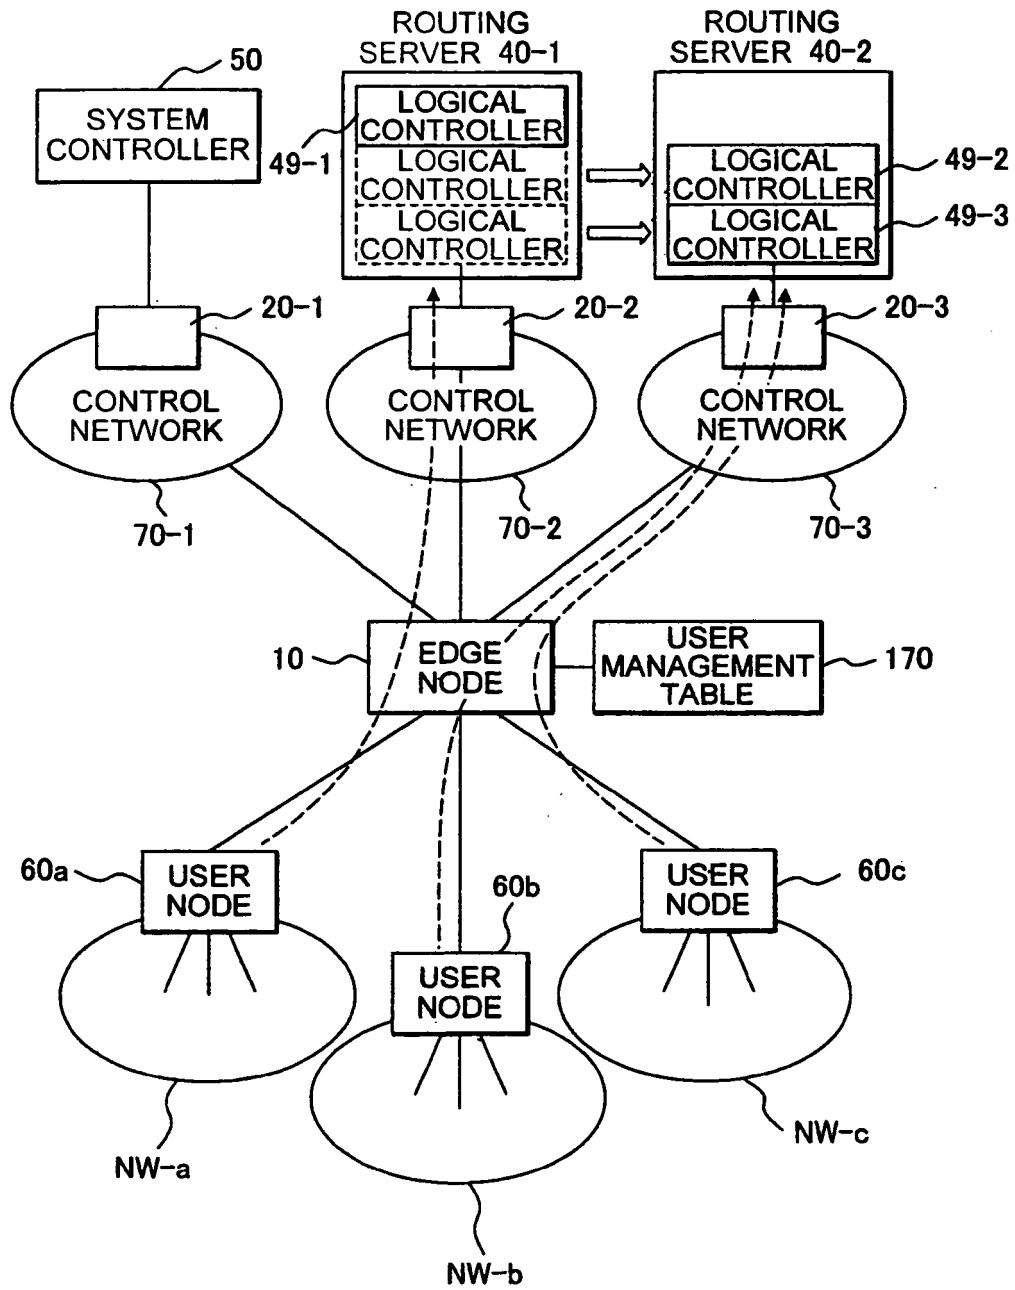 ROUTING
SERVER 40-1
ROUTING
SERVER 40-2
50
SYSTEM
CONTROLLER
LOGICAL
CONTROLLER
49-1
LOGICAL
CONTROLLER
LOGICAL
CONTROLLER
LOGICAL
CONTROLLER
49-2
LOGICAL
CONTROLLER
49-3
20-1
20-2
20-3
CONTROL
NETWORK
CONTROL
NETWORK
CONTROL
NETWORK
70-1
70-2
70-3
10
EDGE
NODE
USER
MANAGEMENT
TABLE
170
60a
USER
NODE
60b
USER
NODE
60c
USER
NODE
NW-a
NW-b
NW-c